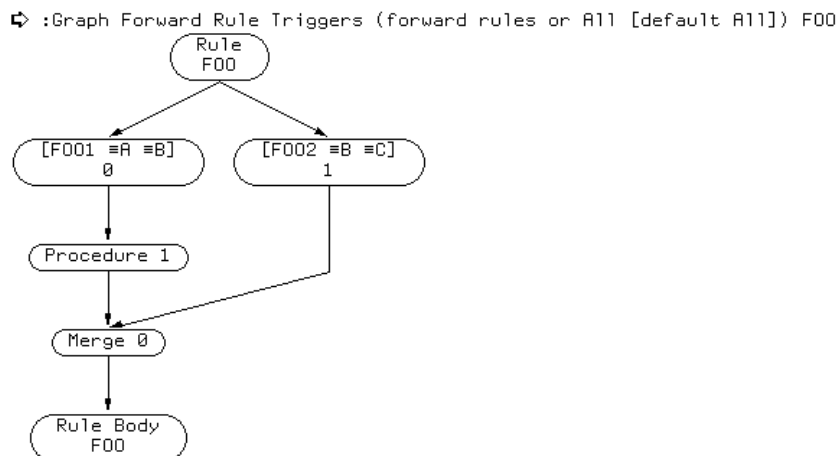 :Graph Forward Rule Triggers (forward rules or All [default All]) FOO
Rule
FOO
[FOO1 ≡A ≡B]
0
[FOO2 ≡B ≡C]
1
Procedure 1
Merge 0
Rule Body
FOO